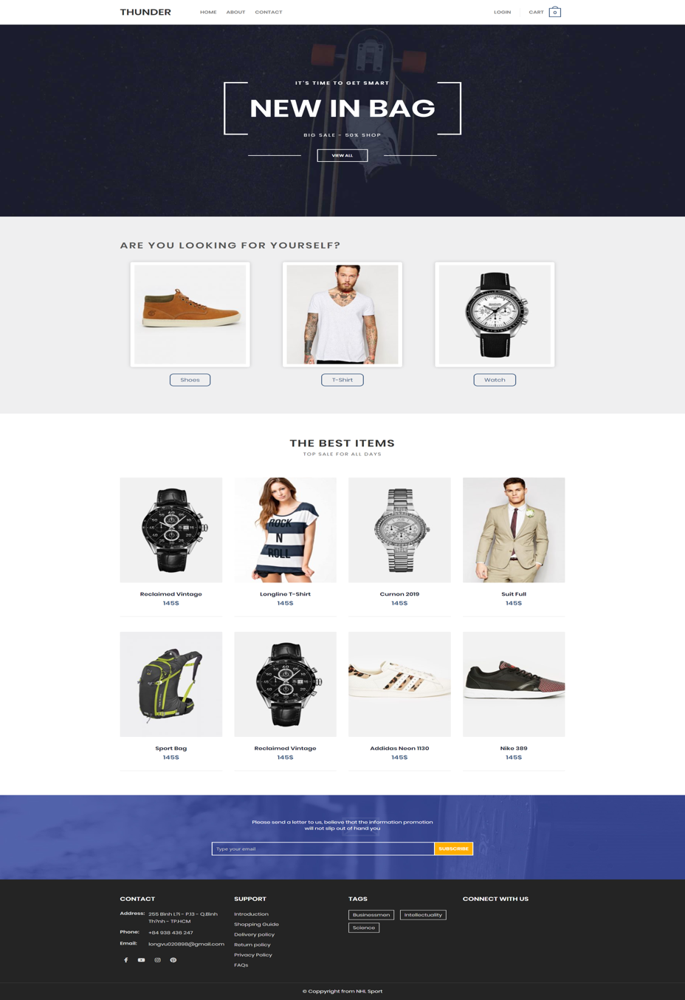 THUNDER
HOME ABOUT CONTACT
LOGIN CART 0
IT'S TIME TO GET SMART
NEW IN BAG
BIG SALE - 50% SHOP
VIEW ALL
ARE YOU LOOKING FOR YOURSELF?
Shoes T-Shirt Watch
THE BEST ITEMS
TOP SALE FOR ALL DAYS
ROCK
N
ROLL
Reclaimed Vintage Longline T-Shirt Curnon 2019 Suit Full
145$ 145$ 145$ 145$
Sport Bag Reclaimed Vintage Addidas Neon 1130 Nike 389
145$ 145$ 145$ 145$
Please send a letter to us, believe that the information promotion
will not slip out of hand you
Type your email SUBSCRIBE
CONTACT
Address: 255 Bình L?i - P.13 - Q.Bình
Th?nh - TP.HCM
Phone: +84 938 436 247
Email: longvu020898@gmail.com
SUPPORT
Introduction
Shopping Guide
Delivery policy
Return policy
Privacy Policy
FAQs
TAGS
Businessmen Intellectuality
Science
CONNECT WITH US
© Coppyright from NHL Sport